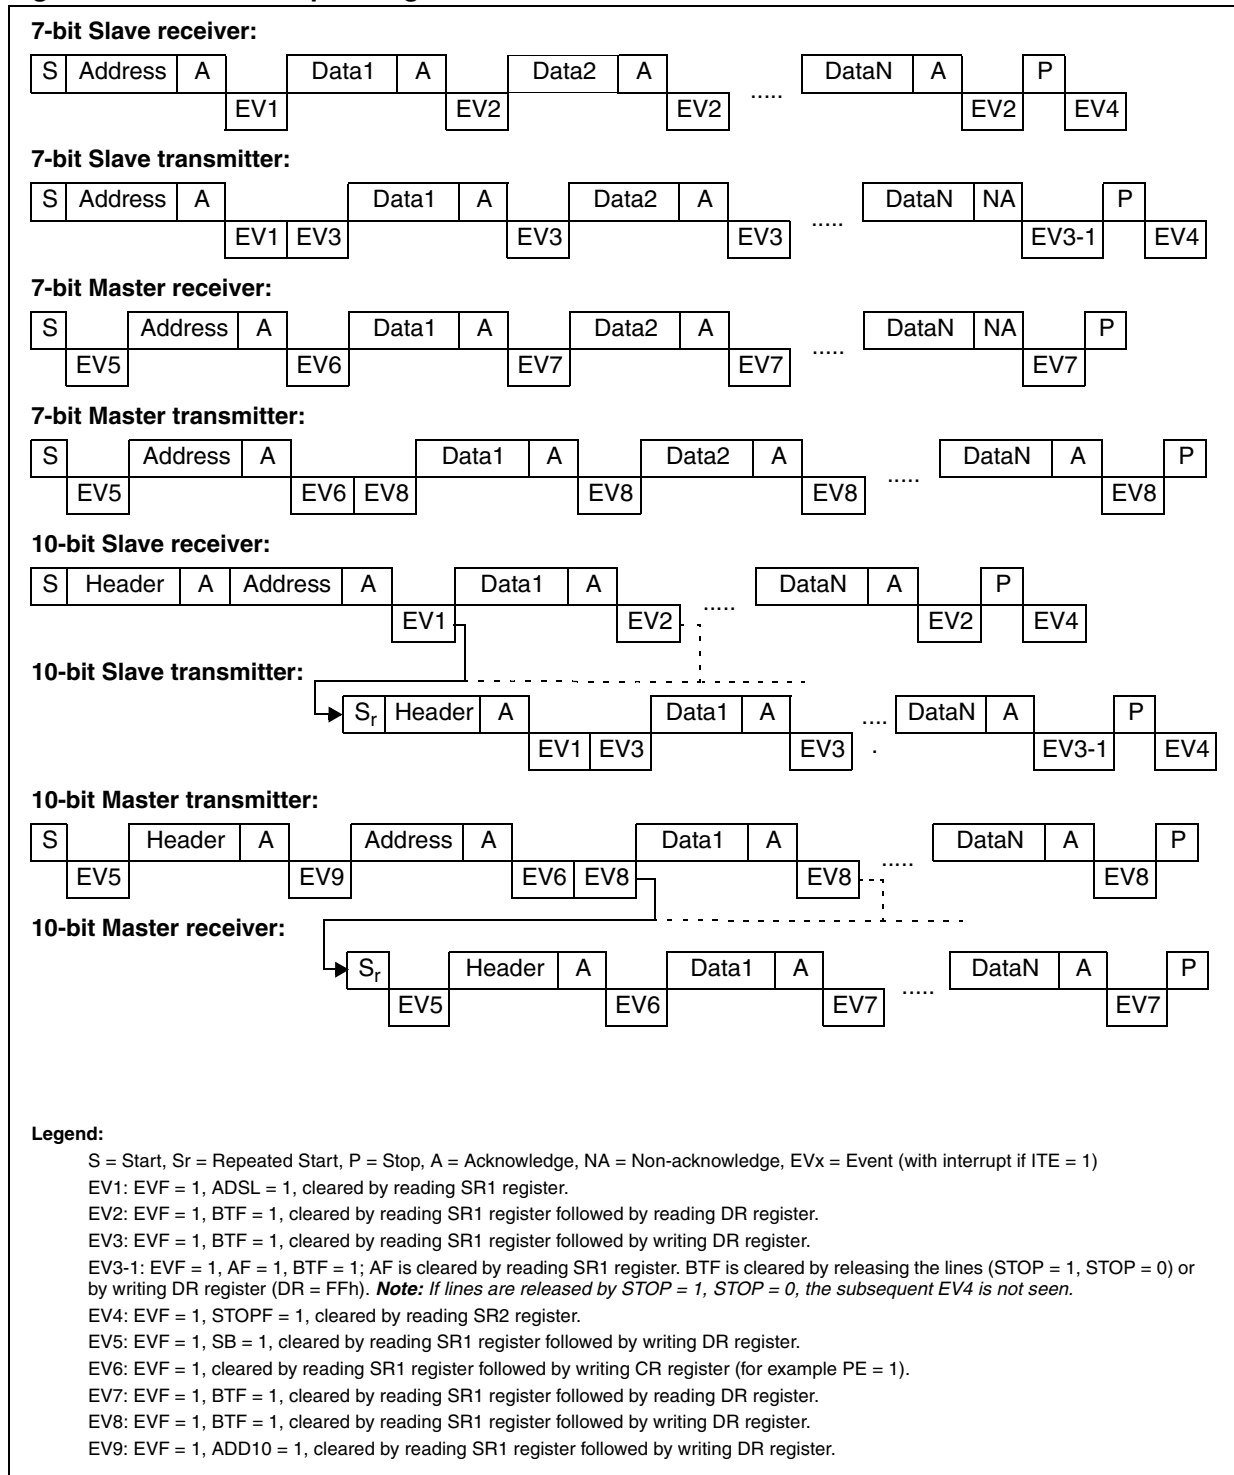 7-bit Slave receiver:
S Address A Data1 A Data2 A ..... DataN A P
EV1 EV2 EV2 EV2 EV4
7-bit Slave transmitter:
S Address A Data1 A Data2 A ..... DataN NA P
EV1 EV3 EV3 EV3 EV3-1 EV4
7-bit Master receiver:
S Address A Data1 A Data2 A ..... DataN NA P
EV5 EV6 EV7 EV7 EV7
7-bit Master transmitter:
S Address A Data1 A Data2 A ..... DataN A P
EV5 EV6 EV8 EV8 EV8 EV8
10-bit Slave receiver:
S Header A Address A Data1 A ..... DataN A P
EV1 EV2 EV2 EV4
10-bit Slave transmitter:
Sr Header A Data1 A .... DataN A P
EV1 EV3 EV3 . EV3-1 EV4
10-bit Master transmitter:
S Header A Address A Data1 A ..... DataN A P
EV5 EV9 EV6 EV8 EV8 EV8
10-bit Master receiver:
Sr Header A Data1 A ..... DataN A P
EV5 EV6 EV7 EV7
Legend:
S = Start, Sr = Repeated Start, P = Stop, A = Acknowledge, NA = Non-acknowledge, EVx = Event (with interrupt if ITE = 1)
EV1: EVF = 1, ADSL = 1, cleared by reading SR1 register.
EV2: EVF = 1, BTF = 1, cleared by reading SR1 register followed by reading DR register.
EV3: EVF = 1, BTF = 1, cleared by reading SR1 register followed by writing DR register.
EV3-1: EVF = 1, AF = 1, BTF = 1; AF is cleared by reading SR1 register. BTF is cleared by releasing the lines (STOP = 1, STOP = 0) or
by writing DR register (DR = FFh). Note: If lines are released by STOP = 1, STOP = 0, the subsequent EV4 is not seen.
EV4: EVF = 1, STOPF = 1, cleared by reading SR2 register.
EV5: EVF = 1, SB = 1, cleared by reading SR1 register followed by writing DR register.
EV6: EVF = 1, cleared by reading SR1 register followed by writing CR register (for example PE = 1).
EV7: EVF = 1, BTF = 1, cleared by reading SR1 register followed by reading DR register.
EV8: EVF = 1, BTF = 1, cleared by reading SR1 register followed by writing DR register.
EV9: EVF = 1, ADD10 = 1, cleared by reading SR1 register followed by writing DR register.